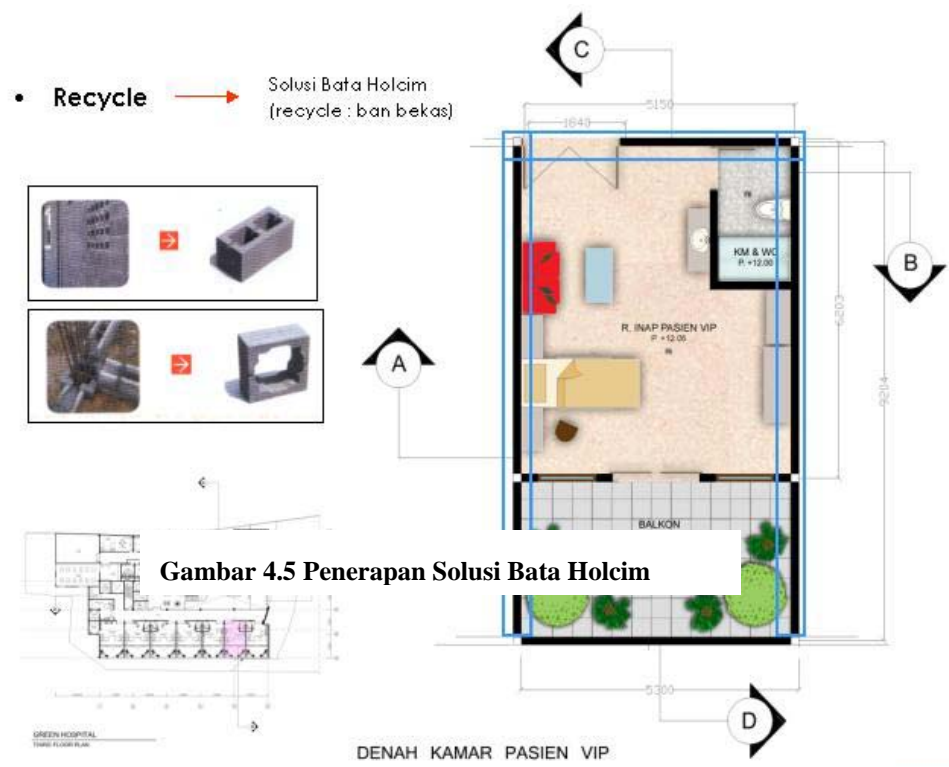 C
• Recycle
Solusi Bata Holcim
(recycle : ban bekas)
5150
1640
KM & WC
P. +12.00
B
R. INAP PASIEN VIP
P. +12.05
A
6203
9204
BALKON
Gambar 4.5 Penerapan Solusi Bata Holcim
5300
D
GREEN HOSPITAL
THIRD FLOOR PLAN
DENAH KAMAR PASIEN VIP